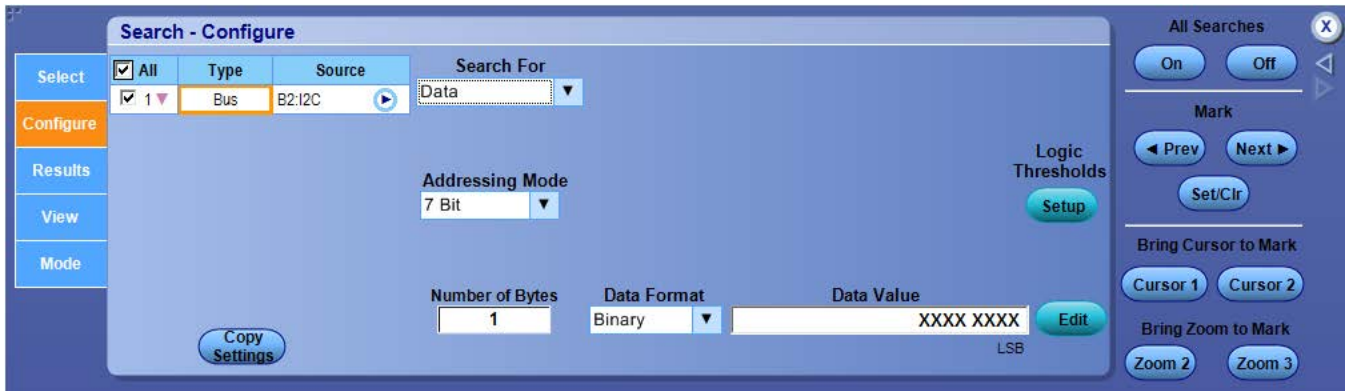 Search - Configure
Select
Configure
Results
View
Mode
All Type Source
1 Bus B2:I2C
Copy
Settings
Search For
Data
Addressing Mode
7 Bit
Logic
Thresholds
Setup
Number of Bytes
1
Data Format
Binary
Data Value
XXXX XXXX
LSB
Edit
All Searches
On Off
X
Mark
◄ Prev Next ►
Set/Clr
Bring Cursor to Mark
Cursor 1 Cursor 2
Bring Zoom to Mark
Zoom 2 Zoom 3